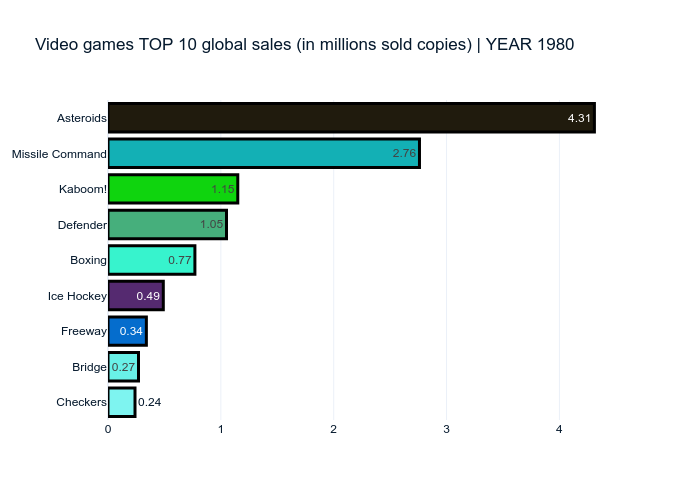 Video games TOP 10 global sales (in millions sold copies) | YEAR 1980
Asteroids 4.31
Missile Command 2.76
Kaboom! 1.15
Defender 1.05
Boxing 0.77
Ice Hockey 0.49
Freeway 0.34
Bridge 0.27
Checkers 0.24
0 1 2 3 4